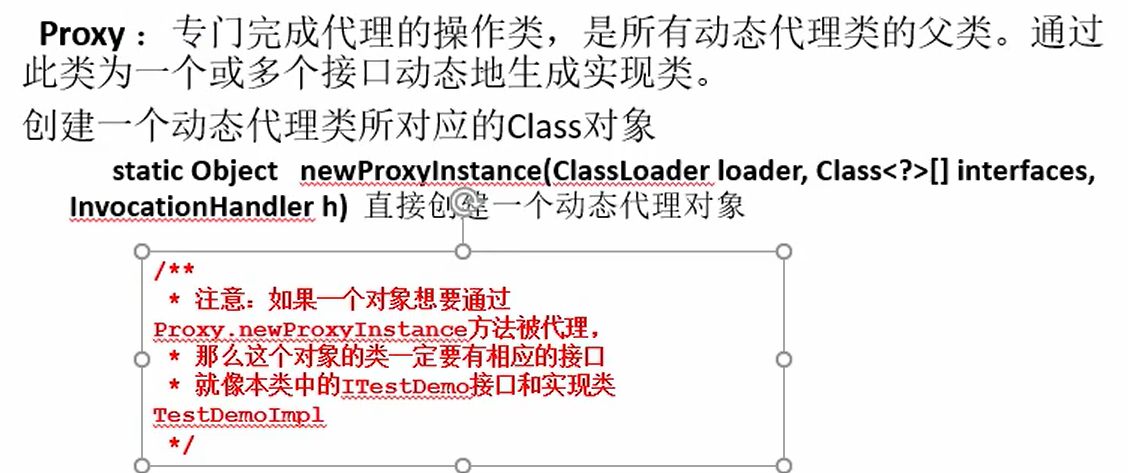 Proxy ：专门完成代理的操作类，是所有动态代理类的父类。通过
此类为一个或多个接口动态地生成实现类。
创建一个动态代理类所对应的Class对象
static Object newProxyInstance(ClassLoader loader, Class<?>[] interfaces,
InvocationHandler h) 直接创建一个动态代理对象
/**
* 注意：如果一个对象想要通过
Proxy.newProxyInstance方法被代理，
* 那么这个对象的类一定要有相应的接口
* 就像本类中的ITestDemo接口和实现类
TestDemoImpl
*/